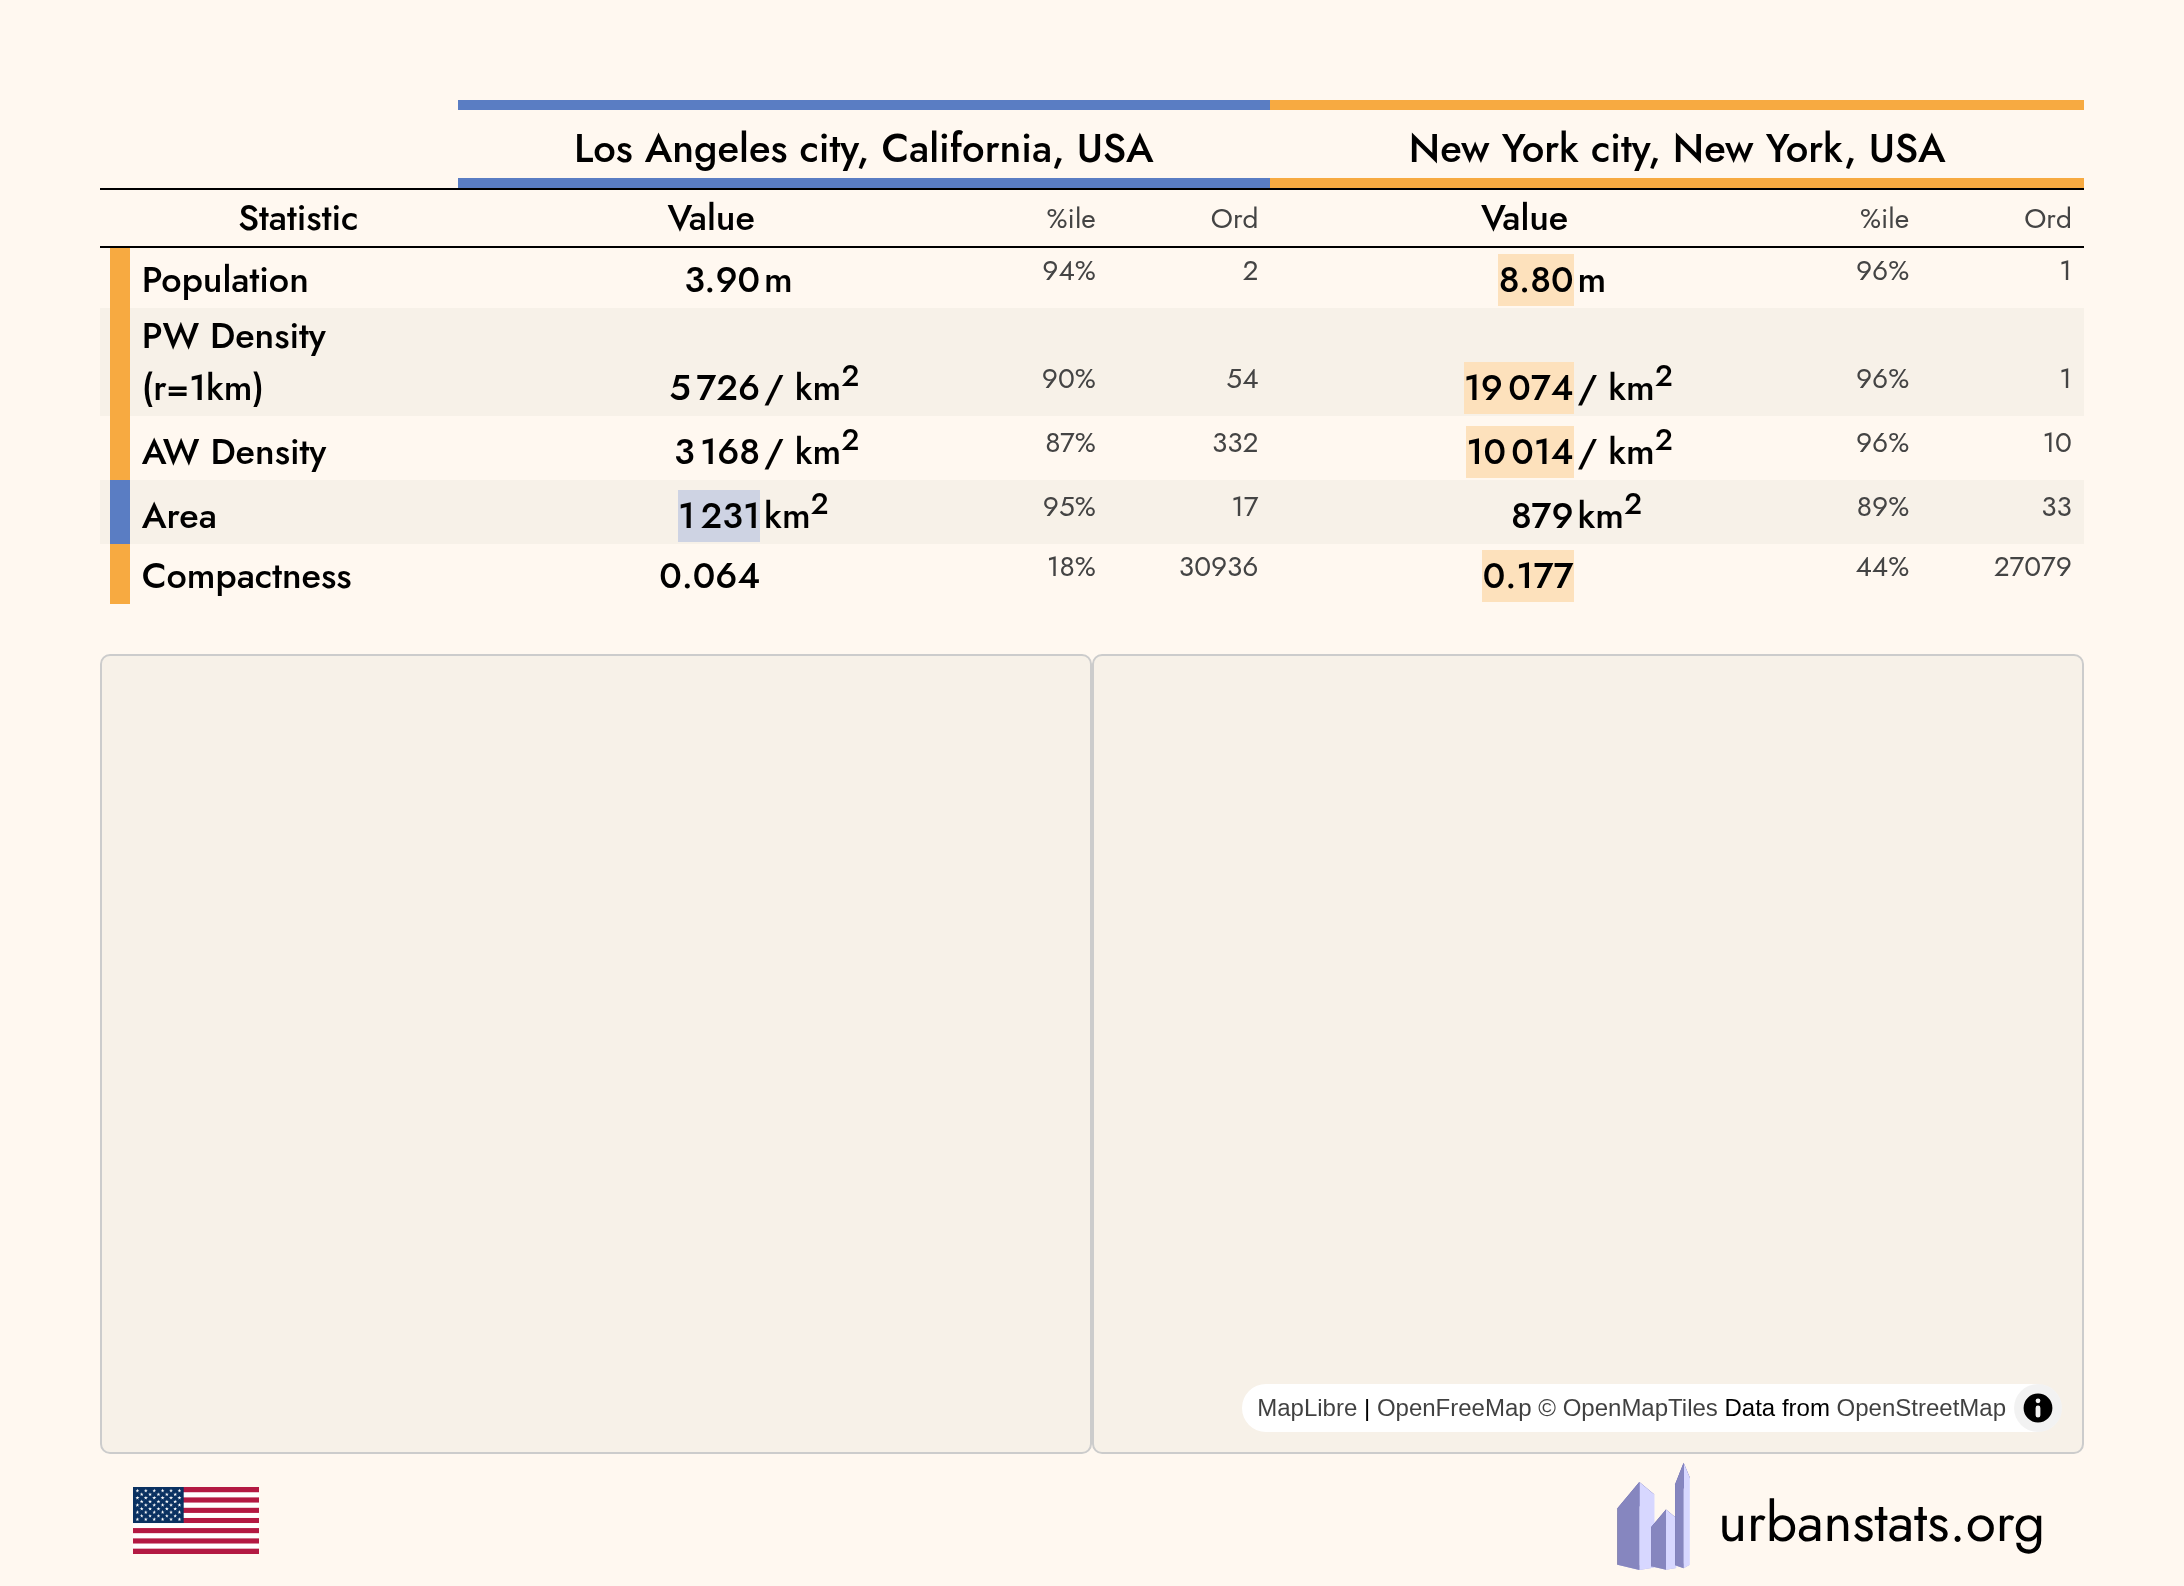 Los Angeles city, California, USA New York city, New York, USA
Statistic Value %ile Ord Value %ile Ord
Population 3.90 m 94% 2 8.80 m 96% 1
PW Density
(r=1km) 5 726 / km² 90% 54 19 074 / km² 96% 1
AW Density 3 168 / km² 87% 332 10 014 / km² 96% 10
Area 1 231 km² 95% 17 879 km² 89% 33
Compactness 0.064 18% 30936 0.177 44% 27079
MapLibre | OpenFreeMap © OpenMapTiles Data from OpenStreetMap
urbanstats.org